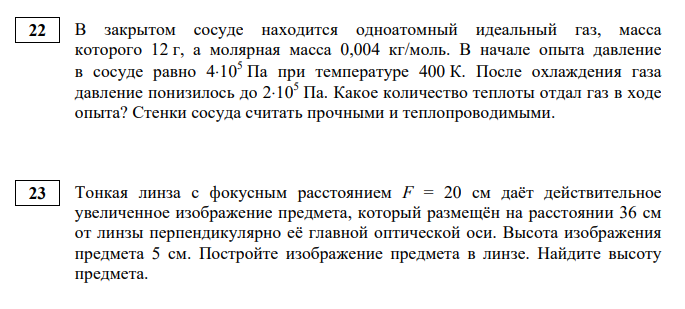 22 В закрытом сосуде находится одноатомный идеальный газ, масса
которого 12 г, а молярная масса 0,004 кг/моль. В начале опыта давление
в сосуде равно 4·10⁵ Па при температуре 400 К. После охлаждения газа
давление понизилось до 2·10⁵ Па. Какое количество теплоты отдал газ в ходе
опыта? Стенки сосуда считать прочными и теплопроводимыми.
23 Тонкая линза с фокусным расстоянием F = 20 см даёт действительное
увеличенное изображение предмета, который размещён на расстоянии 36 см
от линзы перпендикулярно её главной оптической оси. Высота изображения
предмета 5 см. Постройте изображение предмета в линзе. Найдите высоту
предмета.